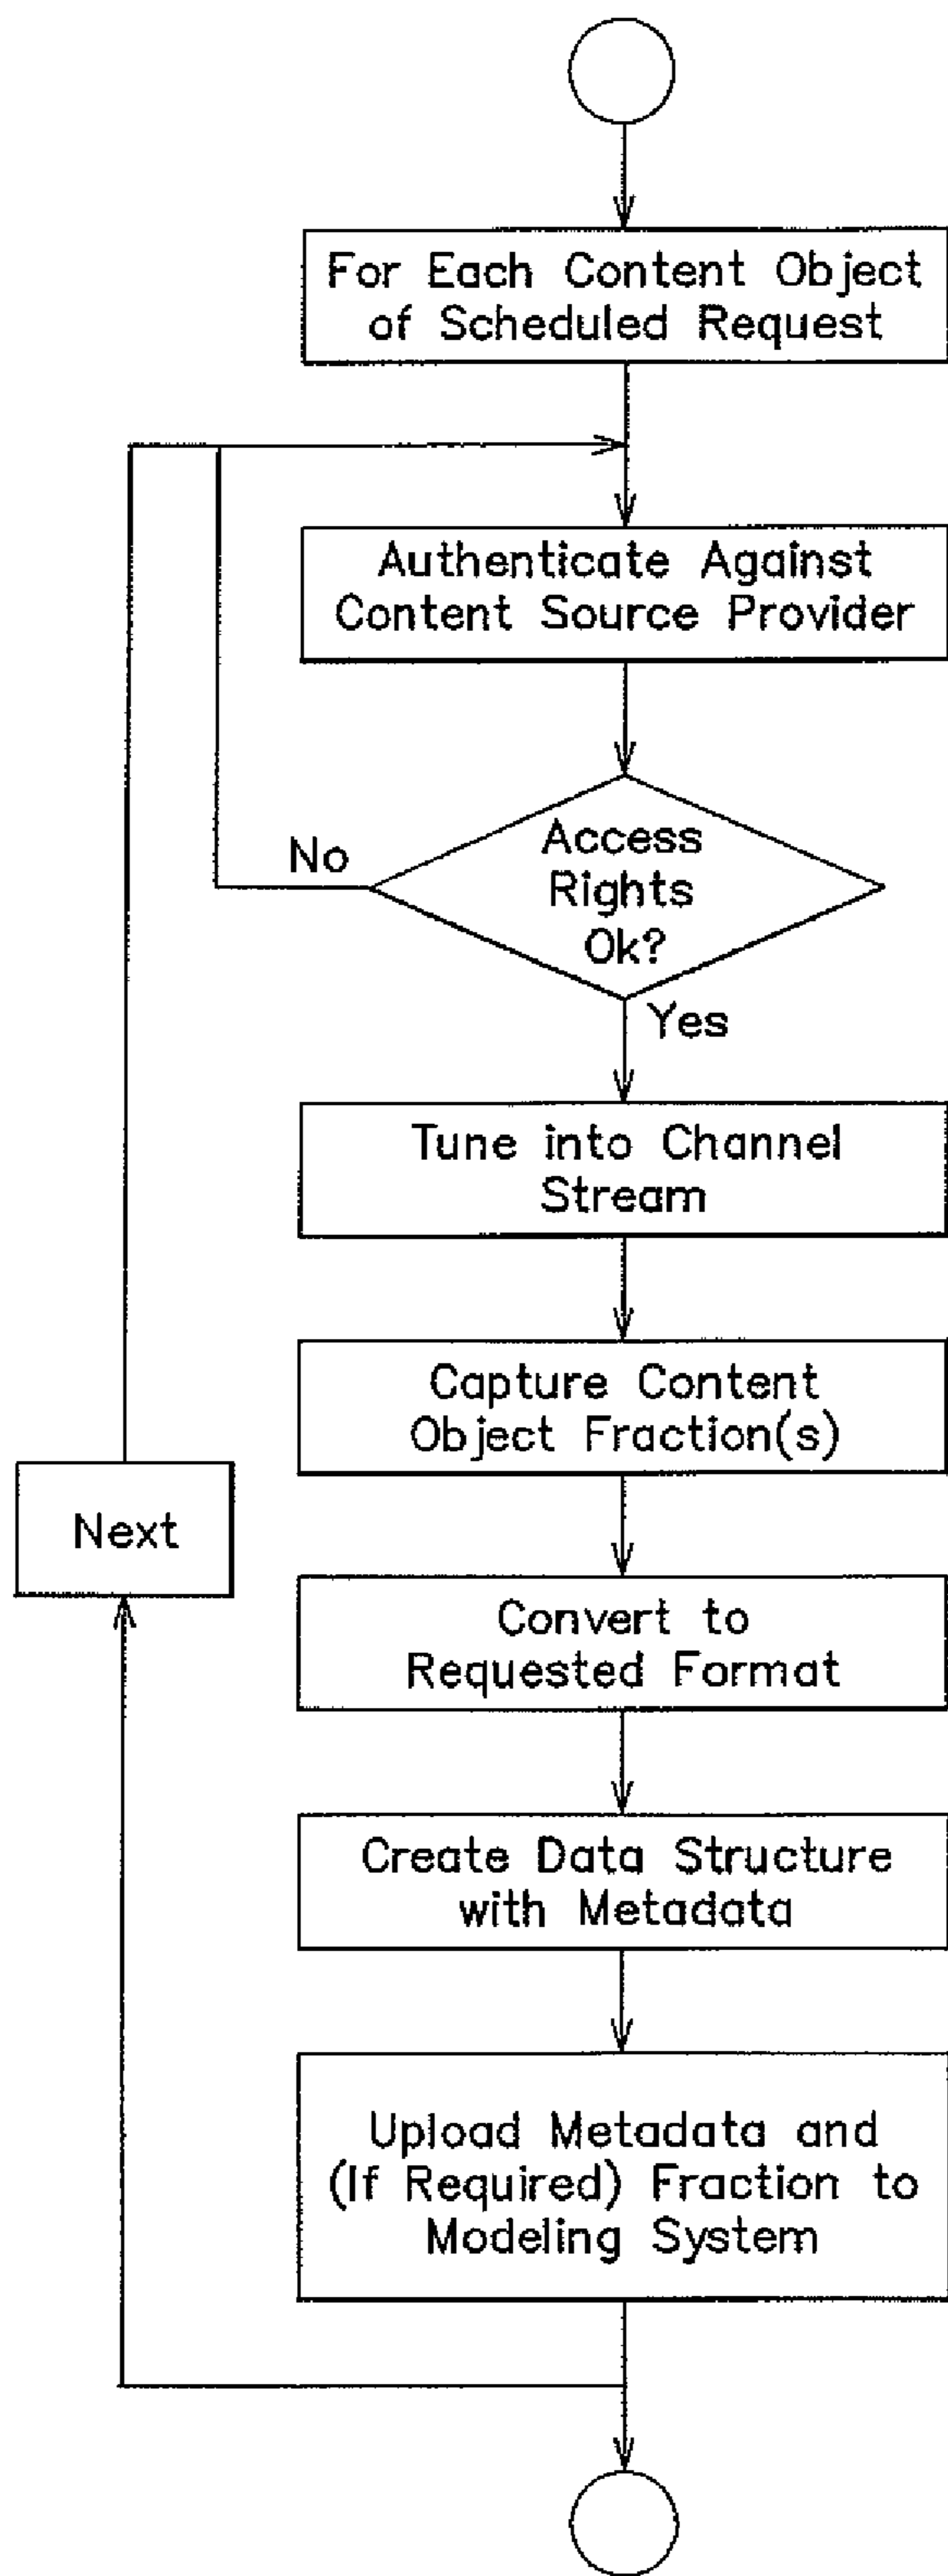 For Each Content Object
of Scheduled Request
Authenticate Against
Content Source Provider
No
Access
Rights
Ok?
Yes
Tune into Channel
Stream
Capture Content
Object Fraction(s)
Next
Convert to
Requested Format
Create Data Structure
with Metadata
Upload Metadata and
(If Required) Fraction to
Modeling System